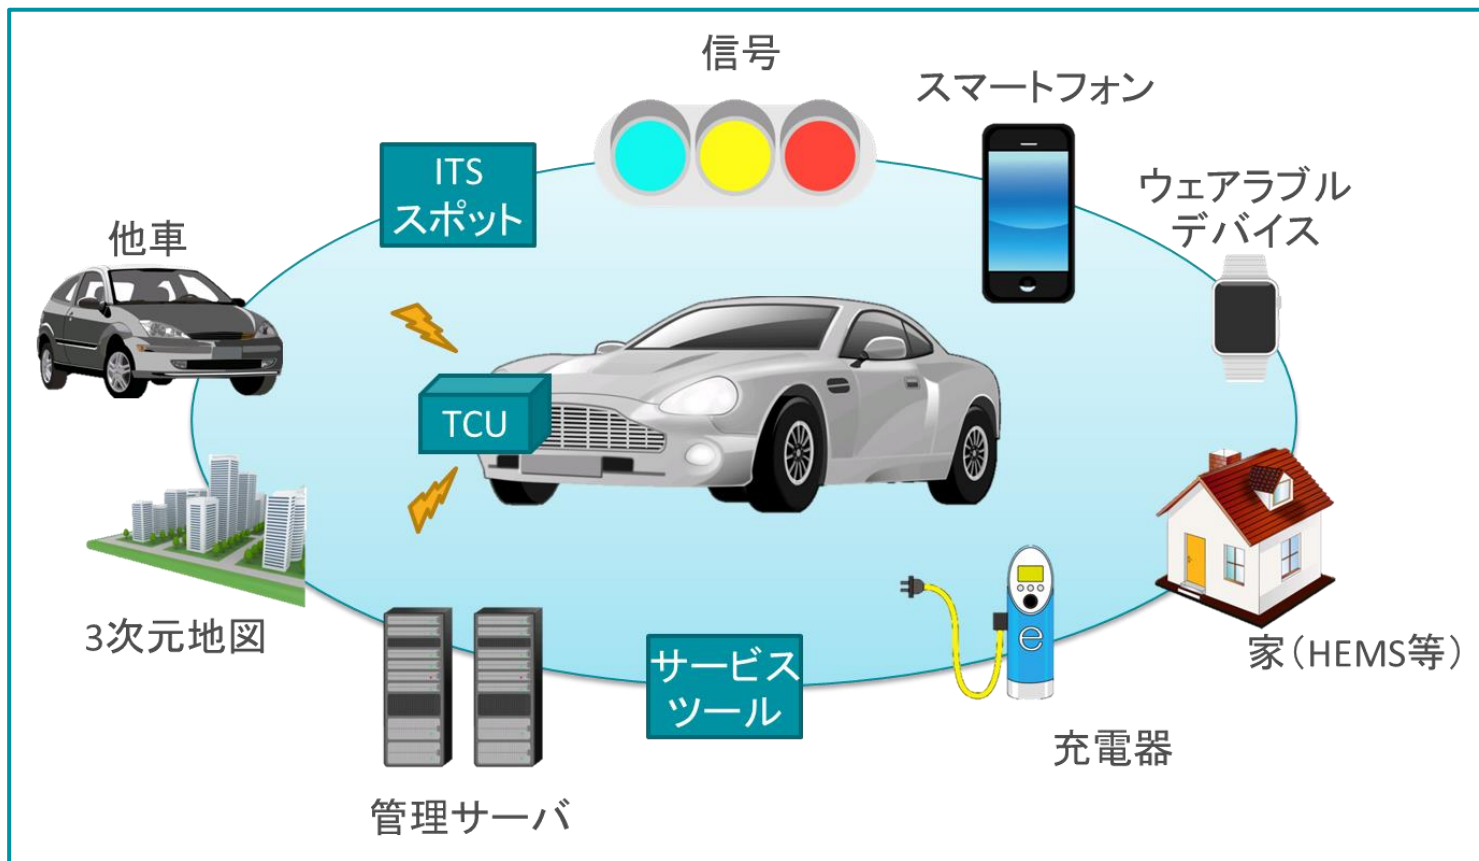 信号
スマートフォン
ITS
スポット
ウェアラブル
デバイス
他車
TCU
3次元地図
e
家（HEMS等）
サービス
ツール
充電器
管理サーバ